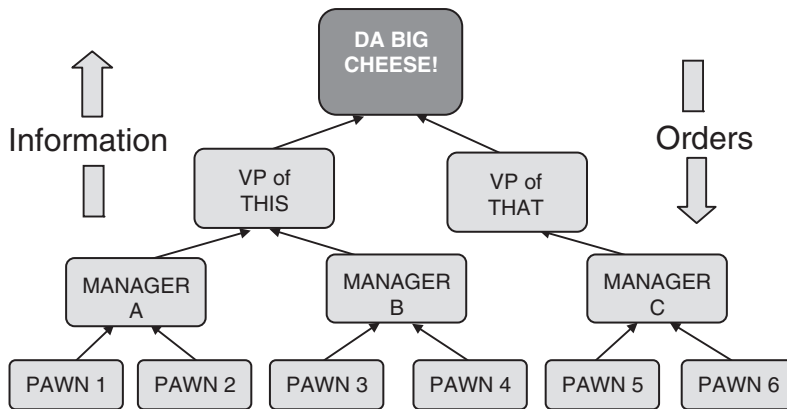 DA BIG
CHEESE!
Information
Orders
VP of
THIS
VP of
THAT
MANAGER
A
MANAGER
B
MANAGER
C
PAWN 1
PAWN 2
PAWN 3
PAWN 4
PAWN 5
PAWN 6